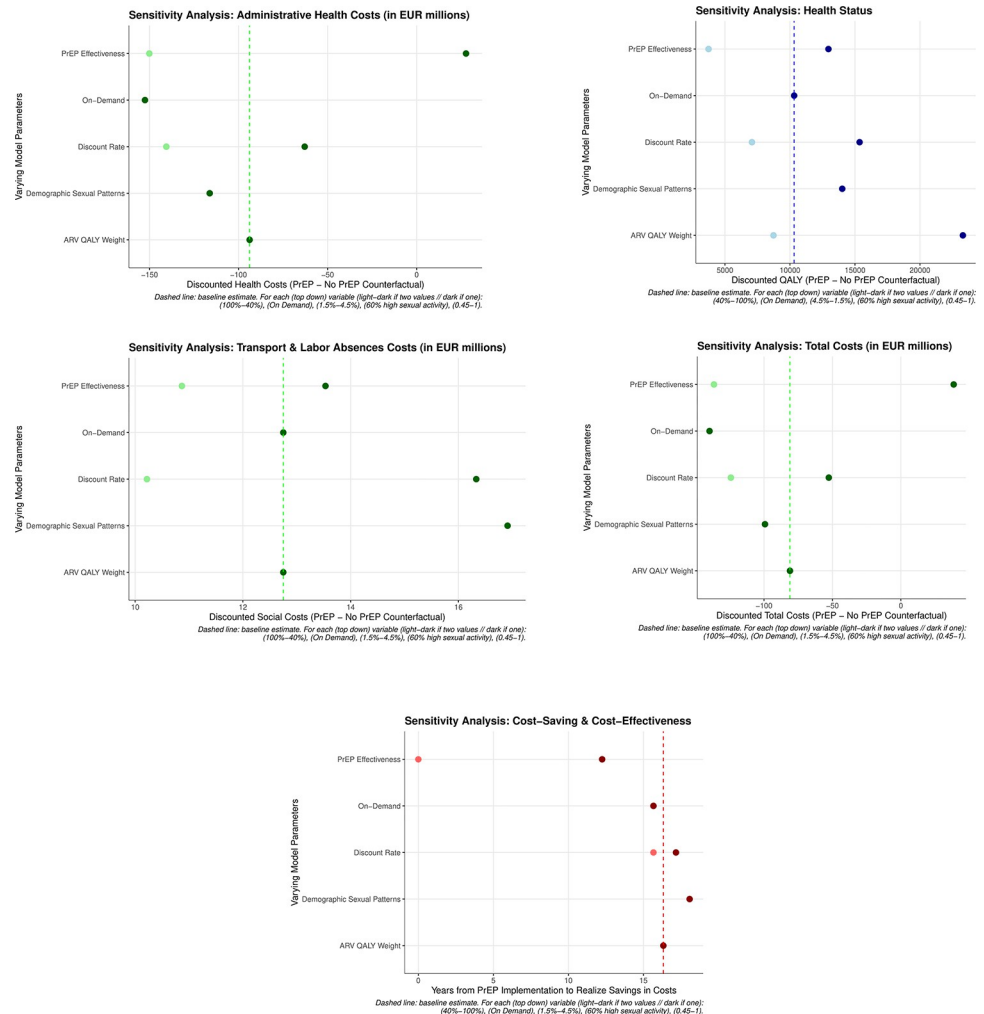 Sensitivity Analysis: Administrative Health Costs (in EUR millions)
Varying Model Parameters
PrEP Effectiveness
On−Demand
Discount Rate
Demographic Sexual Patterns
ARV QALY Weight
−150 −100 −50 0
Discounted Health Costs (PrEP − No PrEP Counterfactual)
Dashed line: baseline estimate. For each (top down) variable (light−dark if two values // dark if one):
(100%−40%), (On Demand), (1.5%−4.5%), (60% high sexual activity), (0.45−1).
Sensitivity Analysis: Health Status
Varying Model Parameters
PrEP Effectiveness
On−Demand
Discount Rate
Demographic Sexual Patterns
ARV QALY Weight
5000 10000 15000 20000
Discounted QALY (PrEP − No PrEP Counterfactual)
Dashed line: baseline estimate. For each (top down) variable (light−dark if two values // dark if one):
(40%−100%), (On Demand), (4.5%−1.5%), (60% high sexual activity), (0.45−1).
Sensitivity Analysis: Transport & Labor Absences Costs (in EUR millions)
Varying Model Parameters
PrEP Effectiveness
On−Demand
Discount Rate
Demographic Sexual Patterns
ARV QALY Weight
10 12 14 16
Discounted Social Costs (PrEP − No PrEP Counterfactual)
Dashed line: baseline estimate. For each (top down) variable (light−dark if two values // dark if one):
(100%−40%), (On Demand), (1.5%−4.5%), (60% high sexual activity), (0.45−1).
Sensitivity Analysis: Total Costs (in EUR millions)
Varying Model Parameters
PrEP Effectiveness
On−Demand
Discount Rate
Demographic Sexual Patterns
ARV QALY Weight
−100 −50 0
Discounted Total Costs (PrEP − No PrEP Counterfactual)
Dashed line: baseline estimate. For each (top down) variable (light−dark if two values // dark if one):
(100%−40%), (On Demand), (1.5%−4.5%), (60% high sexual activity), (0.45−1).
Sensitivity Analysis: Cost−Saving & Cost−Effectiveness
Varying Model Parameters
PrEP Effectiveness
On−Demand
Discount Rate
Demographic Sexual Patterns
ARV QALY Weight
0 5 10 15
Years from PrEP Implementation to Realize Savings in Costs
Dashed line: baseline estimate. For each (top down) variable (light−dark if two values // dark if one):
(40%−100%), (On Demand), (1.5%−4.5%), (60% high sexual activity), (0.45−1).